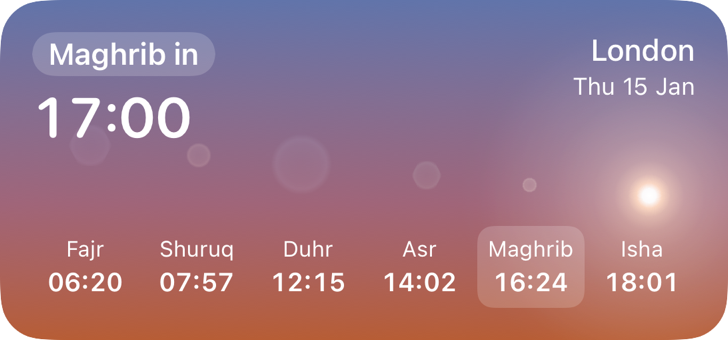 Maghrib in
17:00
London
Thu 15 Jan
Fajr Shuruq Duhr Asr Maghrib Isha
06:20 07:57 12:15 14:02 16:24 18:01